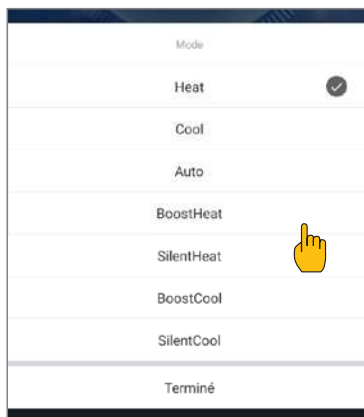 Mode
Heat
Cool
Auto
BoostHeat
SilentHeat
BoostCool
SilentCool
Terminé